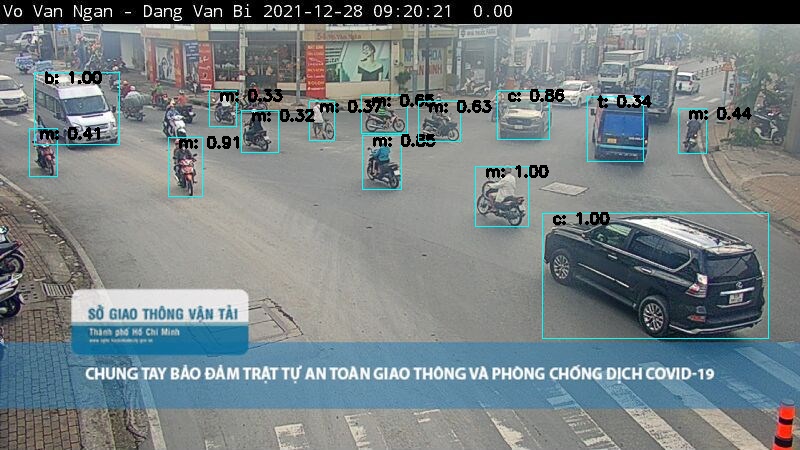 Vo Van Ngan - Dang Van Bi 2021-12-28 09:20:21 0.00
b: 1.00
m: 0.33
m: 0.32
m: 0.37
m: 0.65
m: 0.63
c: 0.86
t: 0.34
m: 0.44
m: 0.41
m: 0.91
m: 0.85
m: 1.00
c: 1.00
SỞ GIAO THÔNG VẬN TẢI
Thành phố Hồ Chí Minh
CHUNG TAY BẢO ĐẢM TRẬT TỰ AN TOÀN GIAO THÔNG VÀ PHÒNG CHỐNG DỊCH COVID-19